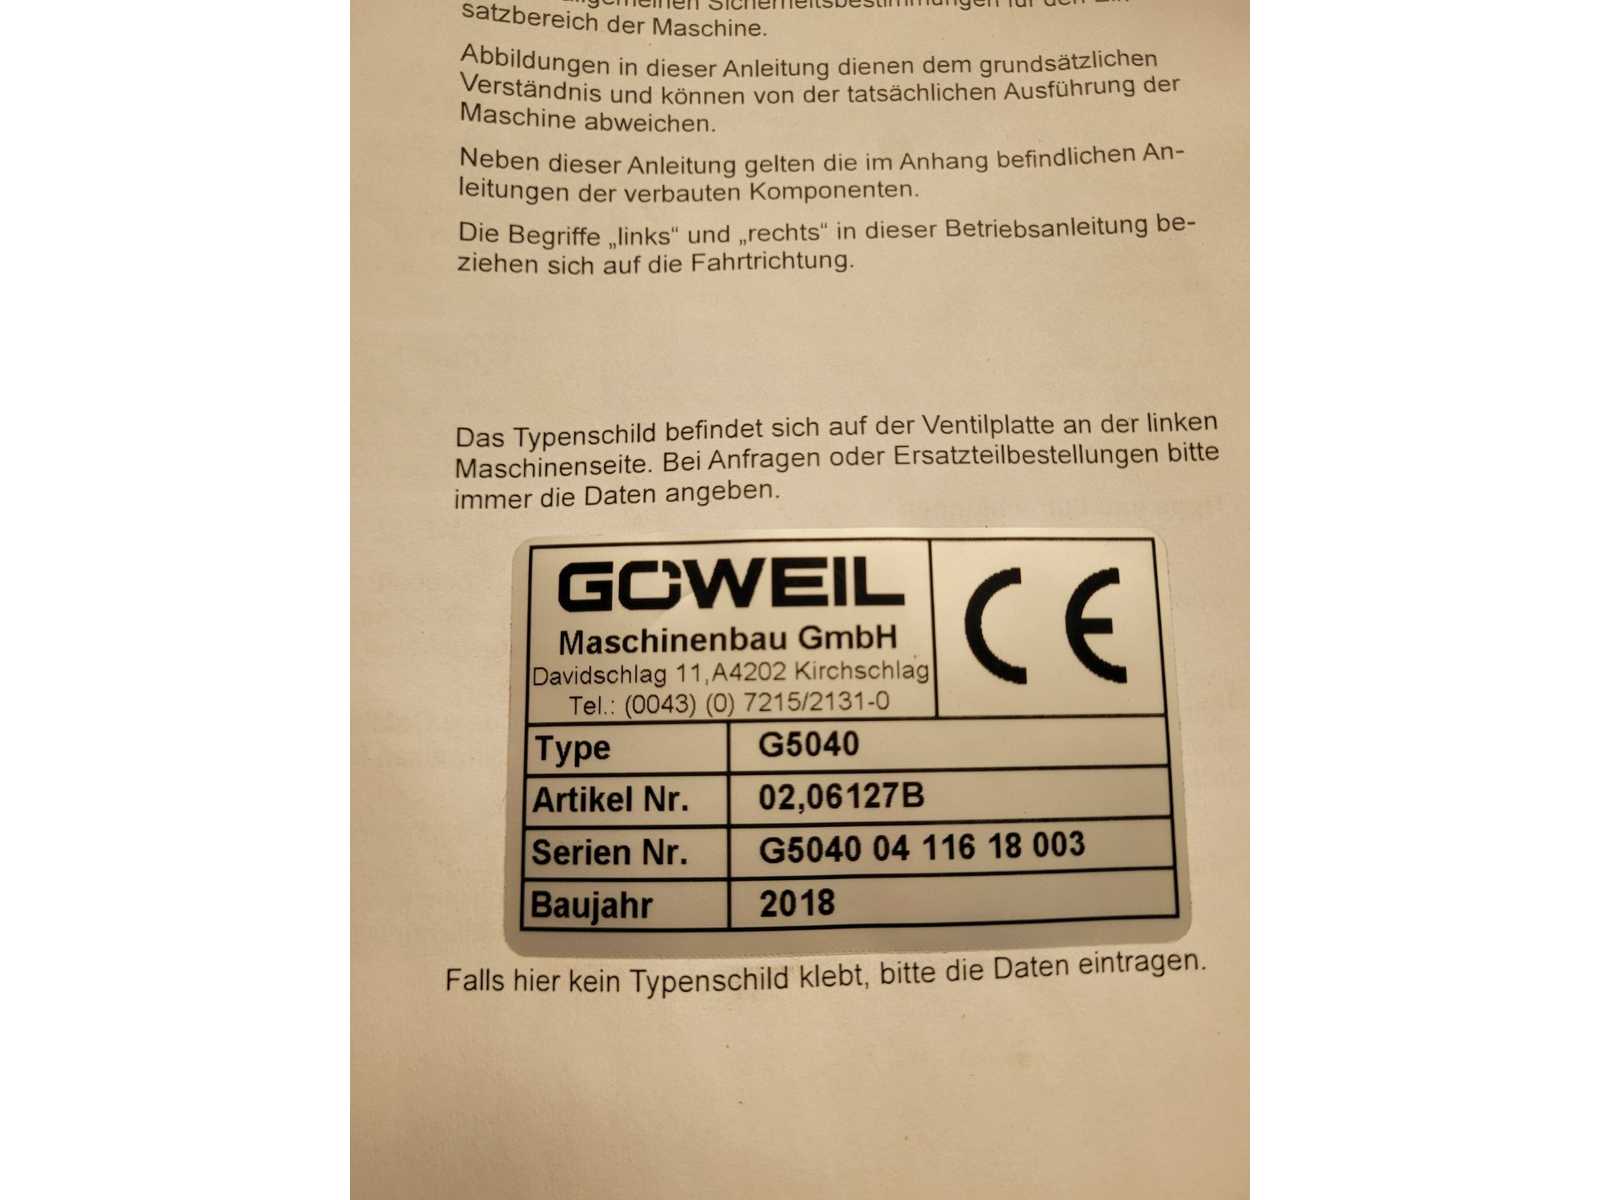 Sicherheitsbestimmungen für den Ein-
satzbereich der Maschine.
Abbildungen in dieser Anleitung dienen dem grundsätzlichen
Verständnis und können von der tatsächlichen Ausführung der
Maschine abweichen.
Neben dieser Anleitung gelten die im Anhang befindlichen An-
leitungen der verbauten Komponenten.
Die Begriffe „links“ und „rechts“ in dieser Betriebsanleitung be-
ziehen sich auf die Fahrtrichtung.
Das Typenschild befindet sich auf der Ventilplatte an der linken
Maschinenseite. Bei Anfragen oder Ersatzteilbestellungen bitte
immer die Daten angeben.
GÖWEIL
Maschinenbau GmbH
Davidschlag 11,A4202 Kirchschlag
Tel.: (0043) (0) 7215/2131-0
CE
Type G5040
Artikel Nr. 02,06127B
Serien Nr. G5040 04 116 18 003
Baujahr 2018
Falls hier kein Typenschild klebt, bitte die Daten eintragen.